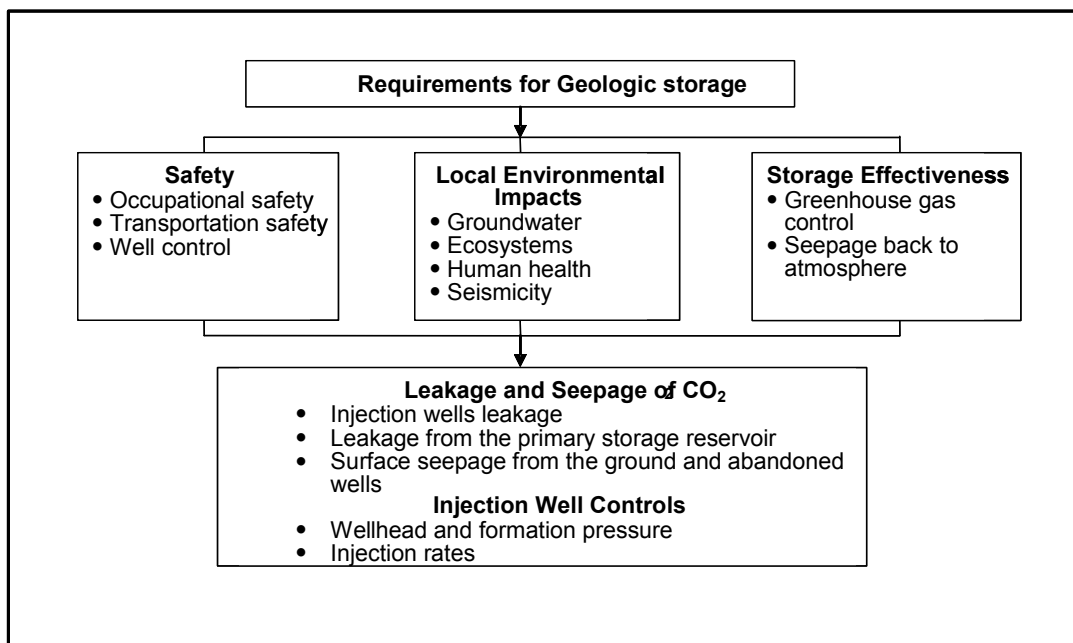 Requirements for Geologic storage
Safety
• Occupational safety
• Transportation safety
• Well control
Local Environmental
Impacts
• Groundwater
• Ecosystems
• Human health
• Seismicity
Storage Effectiveness
• Greenhouse gas
control
• Seepage back to
atmosphere
Leakage and Seepage of CO₂
• Injection wells leakage
• Leakage from the primary storage reservoir
• Surface seepage from the ground and abandoned
wells
Injection Well Controls
• Wellhead and formation pressure
• Injection rates